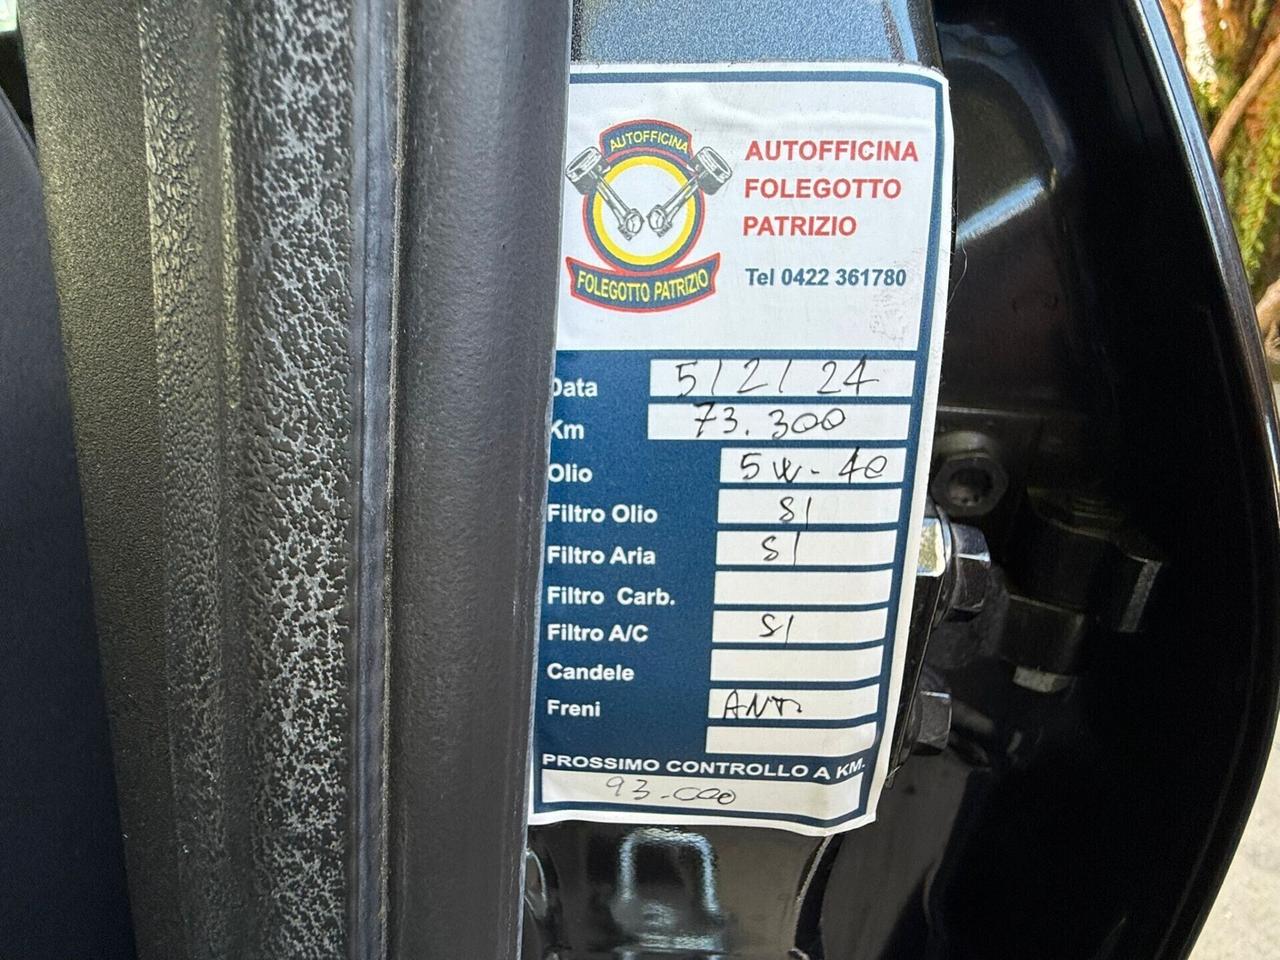 AUTOFFICINA
FOLEGOTTO PATRIZIO
AUTOFFICINA
FOLEGOTTO
PATRIZIO
Tel 0422 361780
Data 5/2/24
Km 73.300
Olio 5w-40
Filtro Olio SI
Filtro Aria SI
Filtro Carb.
Filtro A/C SI
Candele
Freni ANT.
PROSSIMO CONTROLLO A KM.
93.000